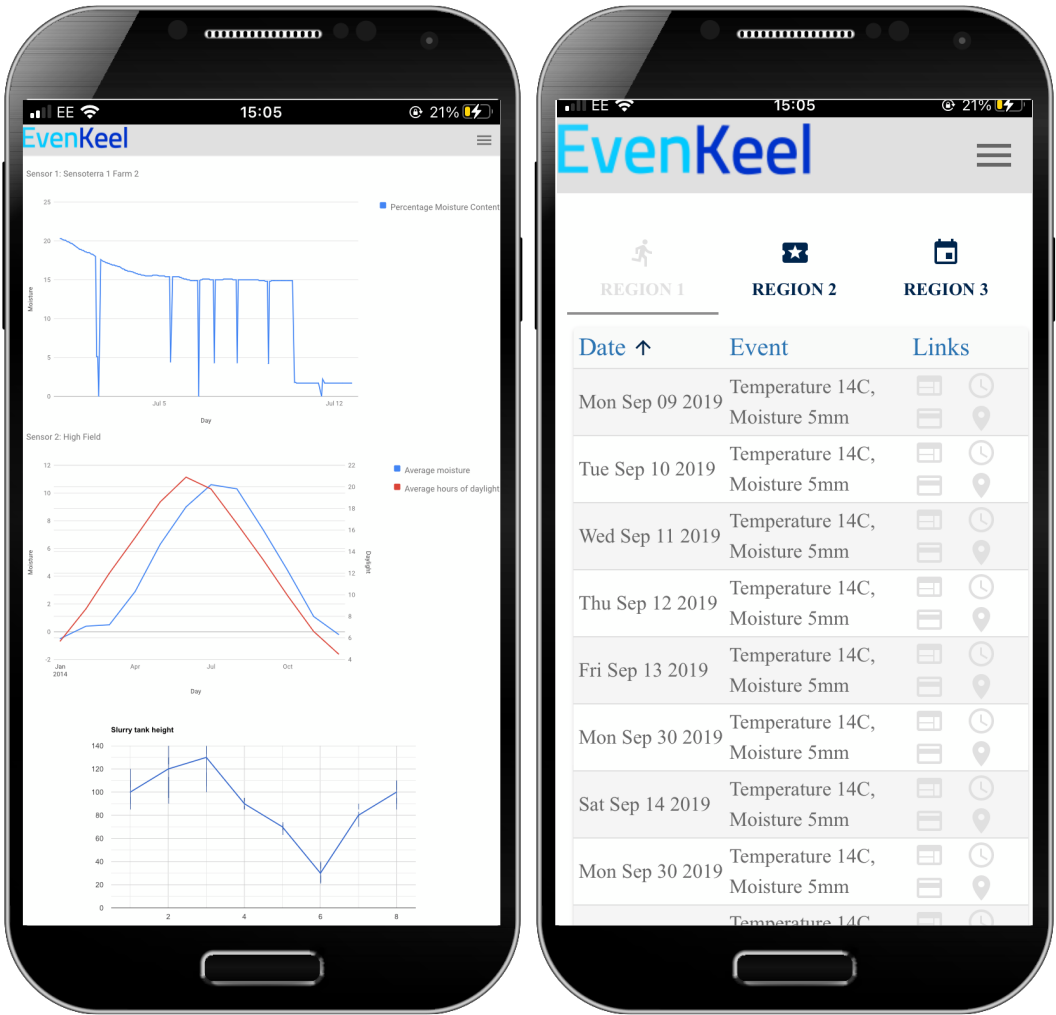 EE 15:05 21%
EvenKeel
Sensor 1: Sensoterra 1 Farm 2
25
20
15
10
5
0
Moisture
Jul 5 Jul 12
Day
Percentage Moisture Content
Sensor 2: High Field
12
10
8
6
4
2
0
-2
Moisture
22
20
18
16
14
12
10
8
6
4
Daylight
Jan Apr Jul Oct
2014
Day
Average moisture
Average hours of daylight
Slurry tank height
140
120
100
80
60
40
20
0
2 4 6 8
EE 15:05 21%
EvenKeel
REGION 1 REGION 2 REGION 3
Date Event Links
Mon Sep 09 2019 Temperature 14C,
Moisture 5mm
Tue Sep 10 2019 Temperature 14C,
Moisture 5mm
Wed Sep 11 2019 Temperature 14C,
Moisture 5mm
Thu Sep 12 2019 Temperature 14C,
Moisture 5mm
Fri Sep 13 2019 Temperature 14C,
Moisture 5mm
Mon Sep 30 2019 Temperature 14C,
Moisture 5mm
Sat Sep 14 2019 Temperature 14C,
Moisture 5mm
Mon Sep 30 2019 Temperature 14C,
Moisture 5mm
Temperature 14C